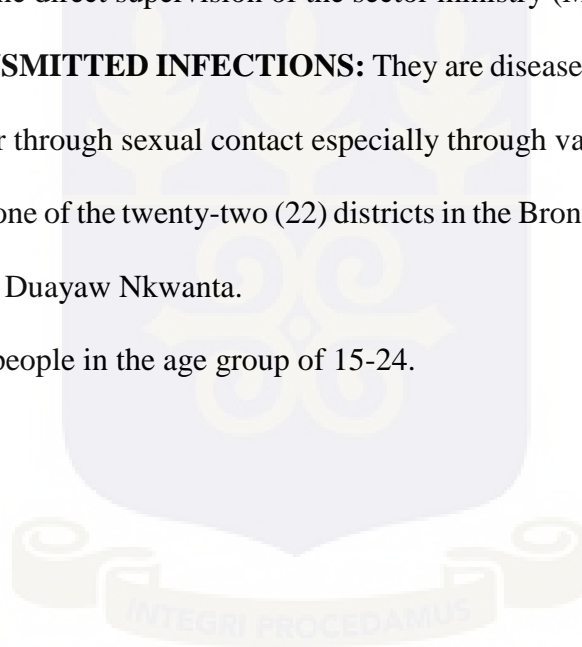 he direct supervision of the sector ministry (M
SMITTED INFECTIONS: They are disease
r through sexual contact especially through va
one of the twenty-two (22) districts in the Bron
Duayaw Nkwanta.
people in the age group of 15-24.
INTEGRI PROCEDAMUS